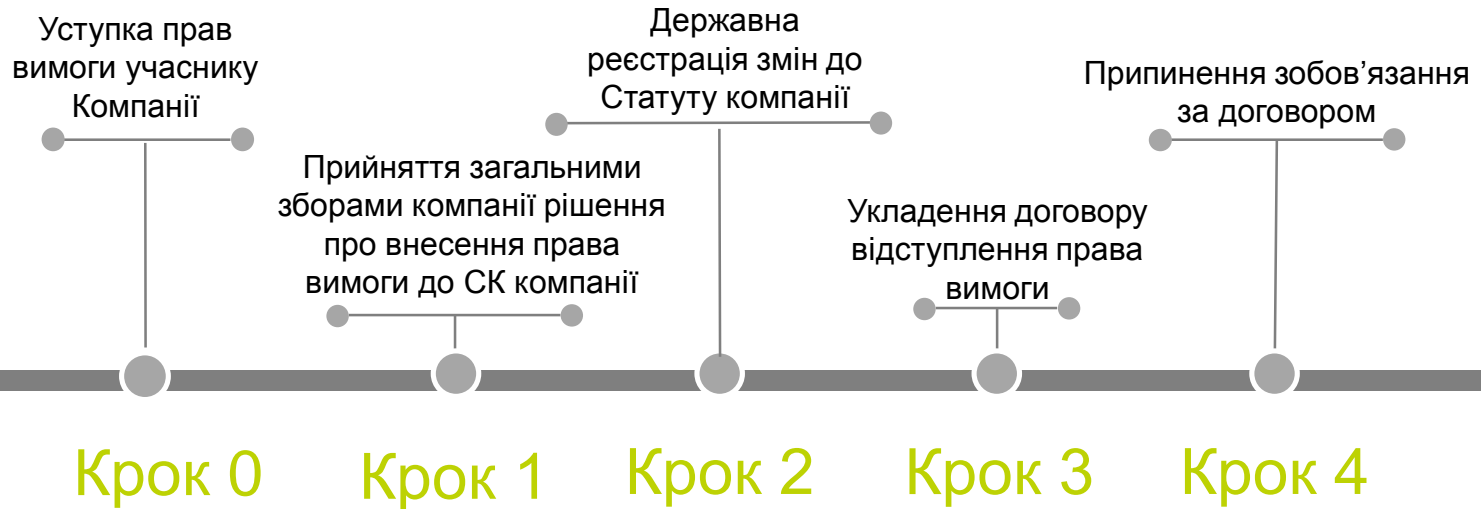 Уступка прав
вимоги учаснику
Компанії
Прийняття загальними
зборами компанії рішення
про внесення права
вимоги до СК компанії
Державна
реєстрація змін до
Статуту компанії
Укладення договору
відступлення права
вимоги
Припинення зобов’язання
за договором
Крок 0
Крок 1
Крок 2
Крок 3
Крок 4